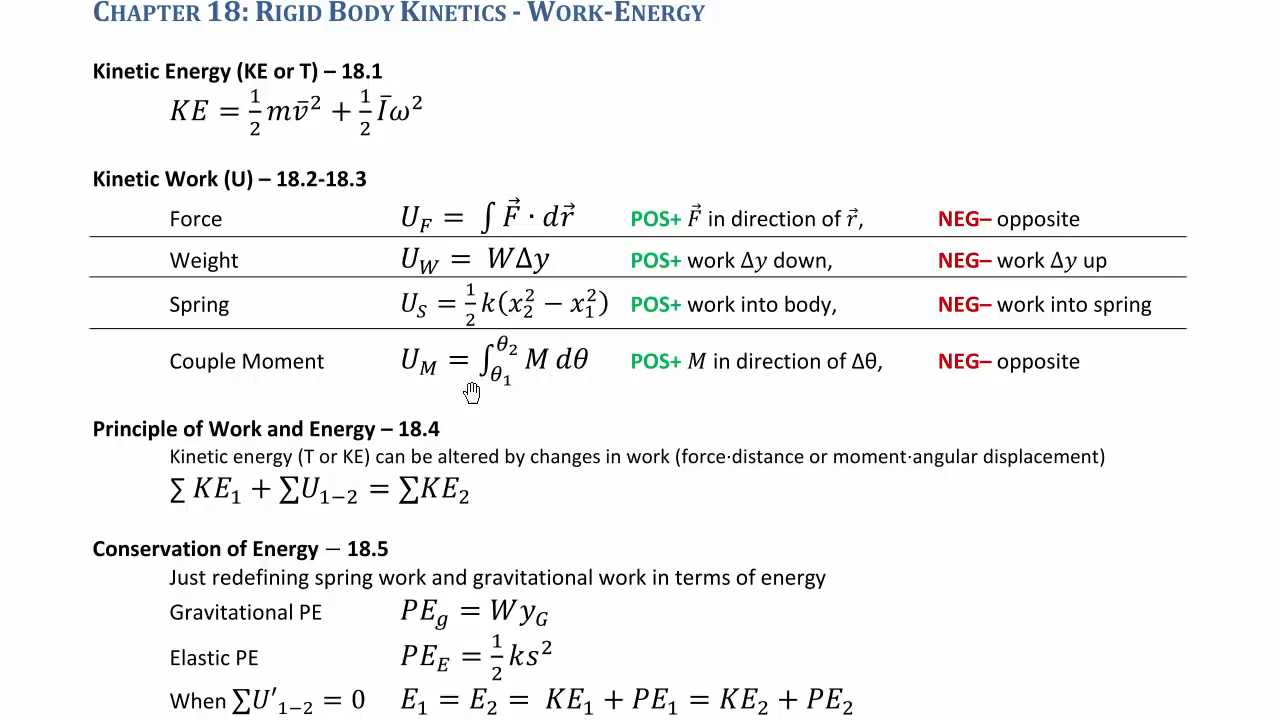 CHAPTER 18: RIGID BODY KINETICS - WORK-ENERGY
Kinetic Energy (KE or T) – 18.1
KE = 1/2 mv̄² + 1/2 Īω²
Kinetic Work (U) – 18.2-18.3
Force U_F = ∫ F⃗ · dr⃗ POS+ F⃗ in direction of r⃗, NEG– opposite
Weight U_W = WΔy POS+ work Δy down, NEG– work Δy up
Spring U_S = 1/2 k(x₂² − x₁²) POS+ work into body, NEG– work into spring
Couple Moment U_M = ∫_θ₁^θ₂ M dθ POS+ M in direction of Δθ, NEG– opposite
Principle of Work and Energy – 18.4
Kinetic energy (T or KE) can be altered by changes in work (force·distance or moment·angular displacement)
∑ KE₁ + ∑U₁₋₂ = ∑KE₂
Conservation of Energy – 18.5
Just redefining spring work and gravitational work in terms of energy
Gravitational PE PE_g = Wy_G
Elastic PE PE_E = 1/2 ks²
When ∑U′₁₋₂ = 0 E₁ = E₂ = KE₁ + PE₁ = KE₂ + PE₂